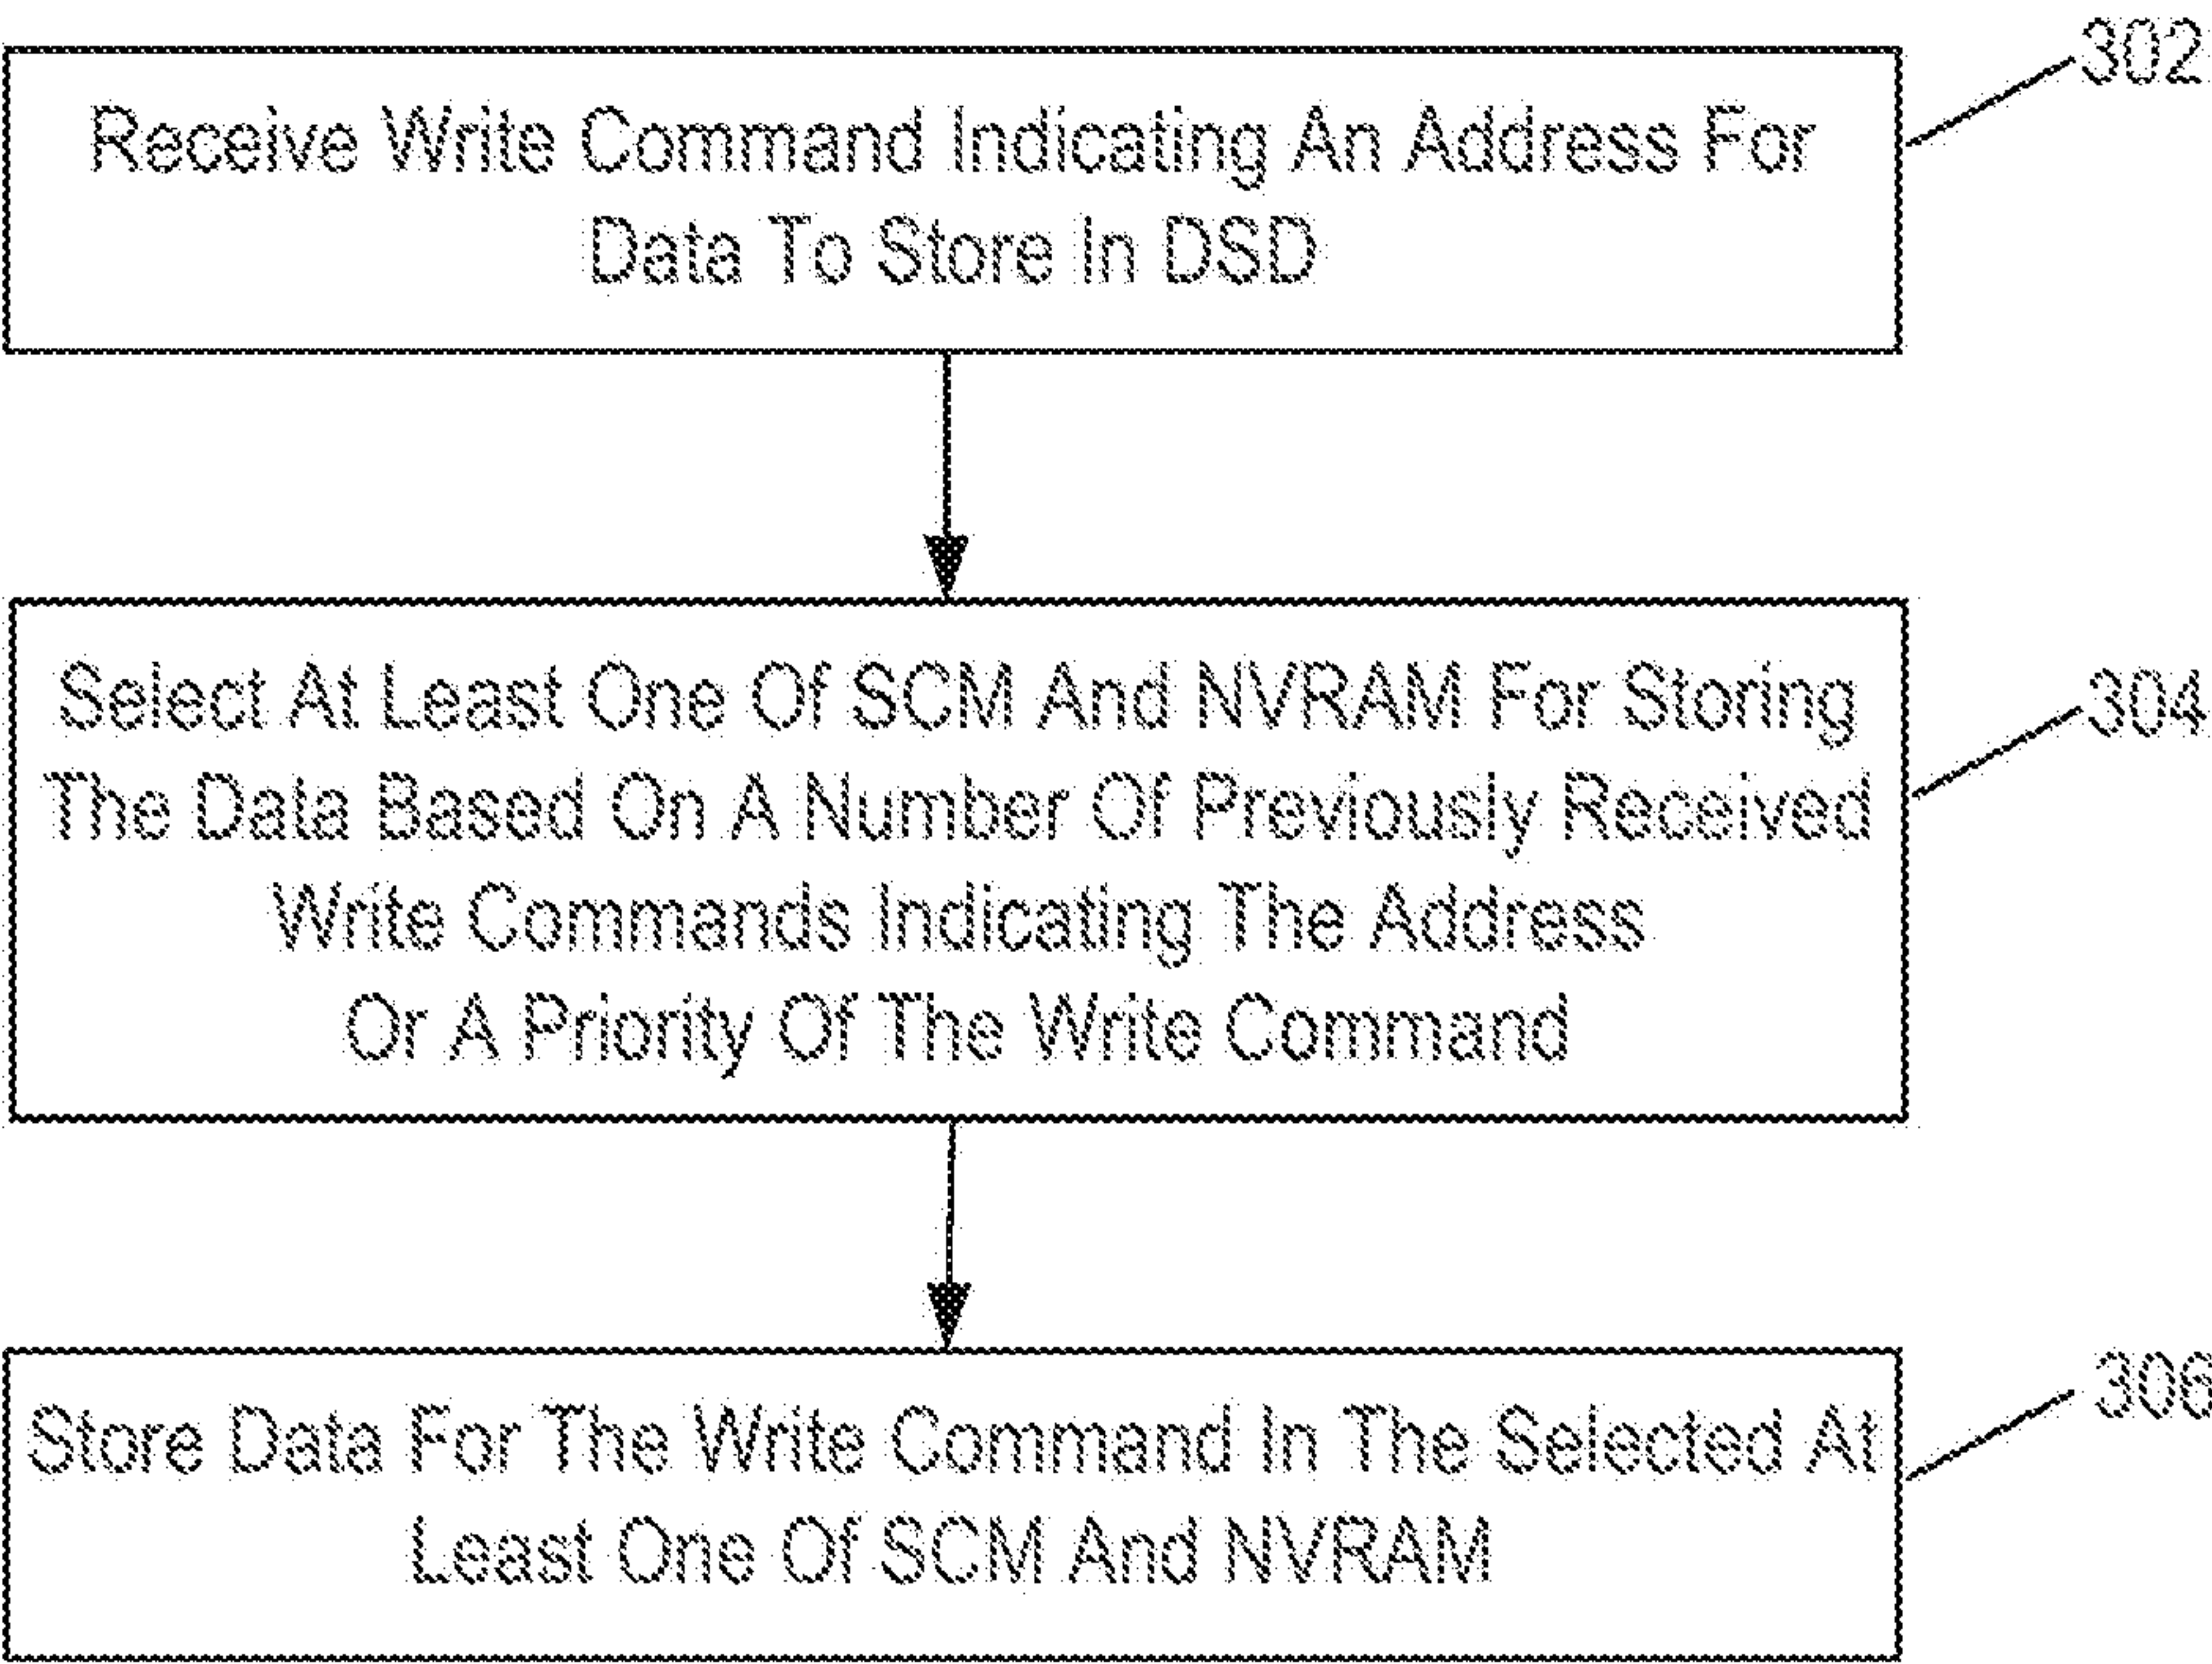 302
Receive Write Command Indicating An Address For
Data To Store In DSD
304
Select At Least One Of SCM And NVRAM For Storing
The Data Based On A Number Of Previously Received
Write Commands Indicating The Address
Or A Priority Of The Write Command
306
Store Data For The Write Command In The Selected At
Least One Of SCM And NVRAM